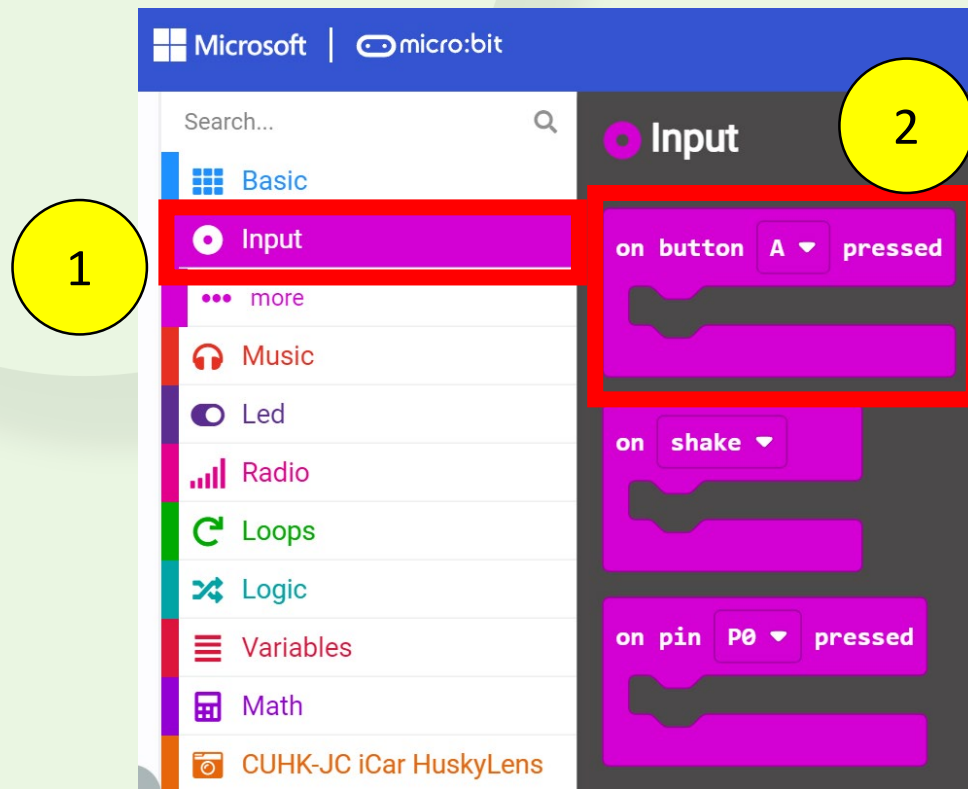 Microsoft | micro:bit
Search...
Basic
1
Input
more
Music
Led
Radio
Loops
Logic
Variables
Math
CUHK-JC iCar HuskyLens
Input
2
on button A pressed
on shake
on pin P0 pressed